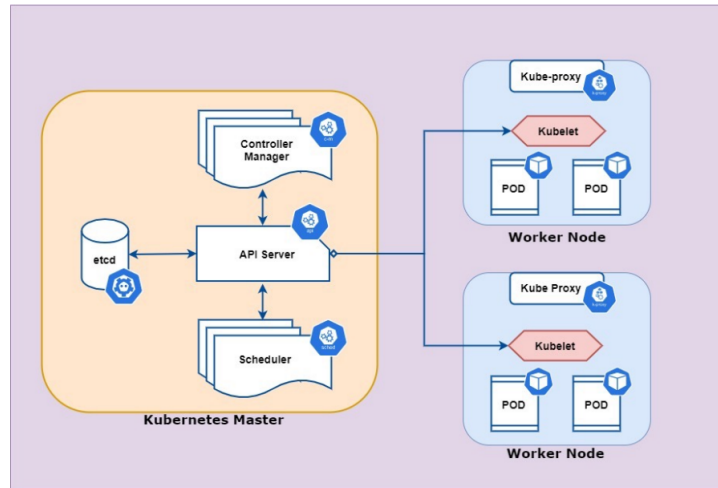 Controller
Manager
etcd
API Server
Scheduler
Kubernetes Master
Kube-proxy
Kubelet
POD
POD
Worker Node
Kube Proxy
Kubelet
POD
POD
Worker Node